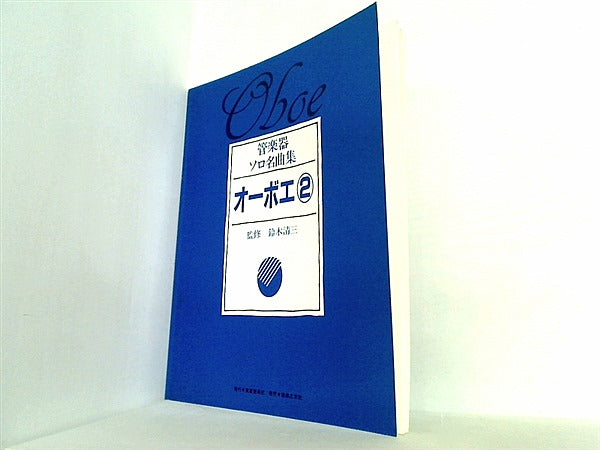 Oboe
管楽器
ソロ名曲集
オーボエ②
監修 鈴木清三